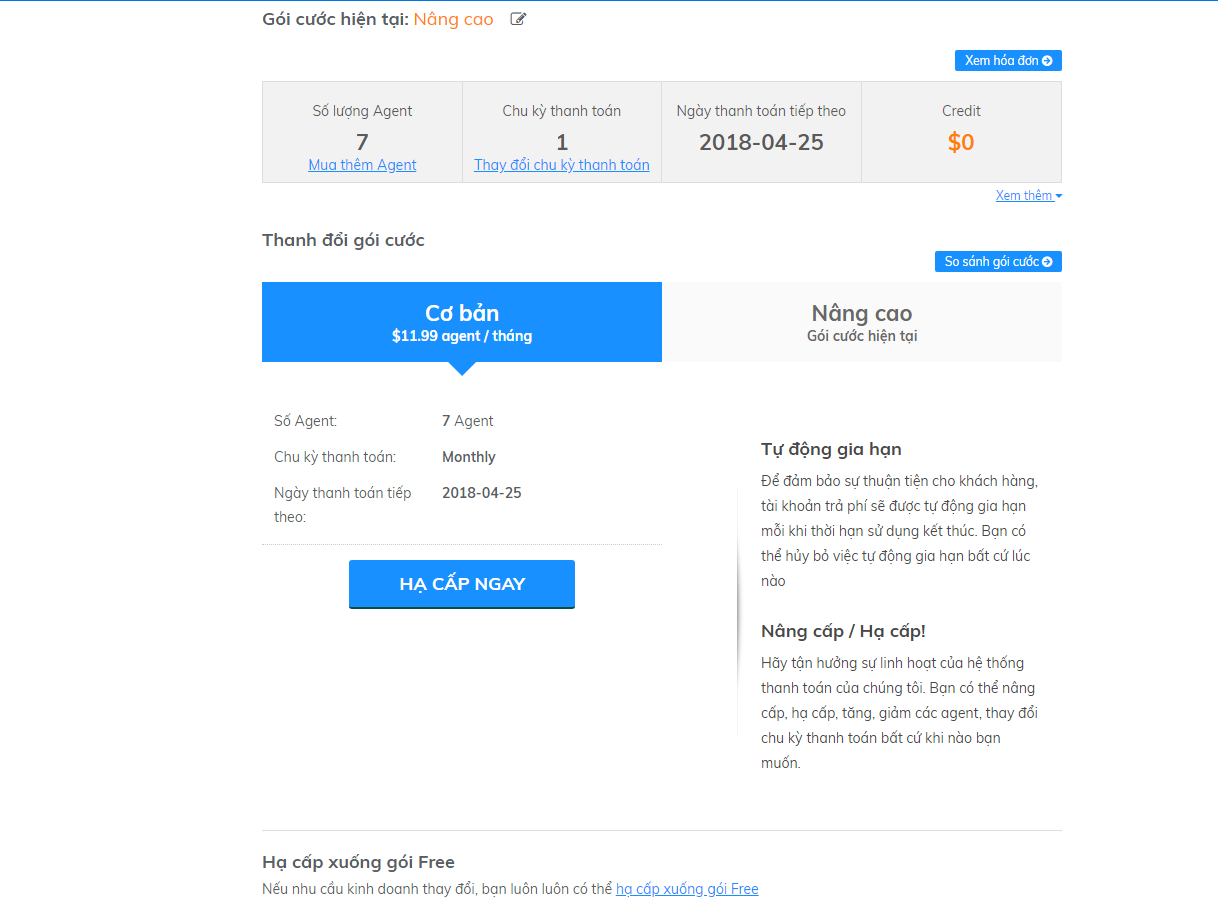 Gói cước hiện tại: Nâng cao
Xem hóa đơn
Số lượng Agent
7
Mua thêm Agent
Chu kỳ thanh toán
1
Thay đổi chu kỳ thanh toán
Ngày thanh toán tiếp theo
2018-04-25
Credit
$0
Xem thêm
Thanh đổi gói cước
So sánh gói cước
Cơ bản
$11.99 agent / tháng
Nâng cao
Gói cước hiện tại
Số Agent: 7 Agent
Chu kỳ thanh toán: Monthly
Ngày thanh toán tiếp 2018-04-25
theo:
HẠ CẤP NGAY
Tự động gia hạn
Để đảm bảo sự thuận tiện cho khách hàng,
tài khoản trả phí sẽ được tự động gia hạn
mỗi khi thời hạn sử dụng kết thúc. Bạn có
thể hủy bỏ việc tự động gia hạn bất cứ lúc
nào
Nâng cấp / Hạ cấp!
Hãy tận hưởng sự linh hoạt của hệ thống
thanh toán của chúng tôi. Bạn có thể nâng
cấp, hạ cấp, tăng, giảm các agent, thay đổi
chu kỳ thanh toán bất cứ khi nào bạn
muốn.
Hạ cấp xuống gói Free
Nếu nhu cầu kinh doanh thay đổi, bạn luôn luôn có thể hạ cấp xuống gói Free